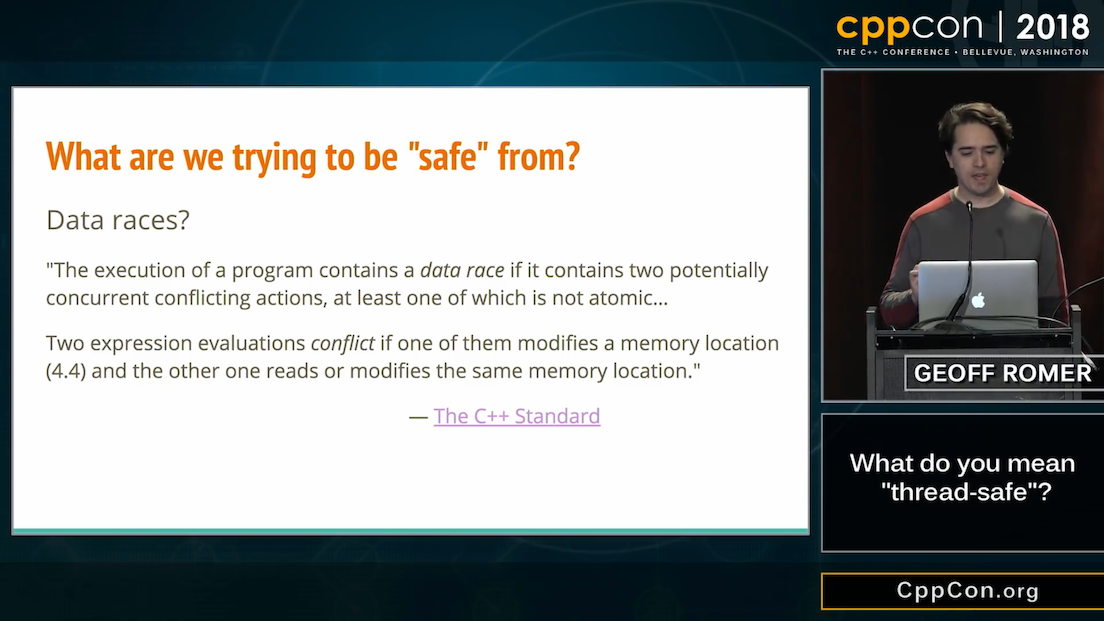 cppcon | 2018
THE C++ CONFERENCE • BELLEVUE, WASHINGTON
What are we trying to be "safe" from?
Data races?
"The execution of a program contains a data race if it contains two potentially
concurrent conflicting actions, at least one of which is not atomic...
Two expression evaluations conflict if one of them modifies a memory location
(4.4) and the other one reads or modifies the same memory location."
— The C++ Standard
GEOFF ROMER
What do you mean
"thread-safe"?
CppCon.org